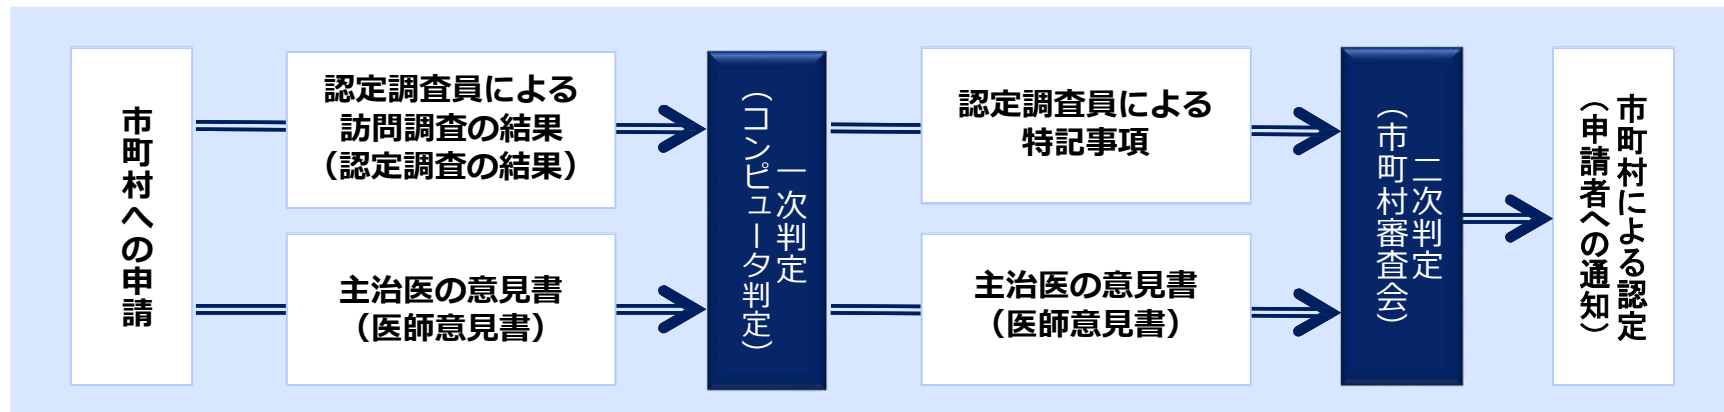 市町村への申請
認定調査員による
訪問調査の結果
（認定調査の結果）
主治医の意見書
（医師意見書）
一次判定
（コンピュータ判定）
認定調査員による
特記事項
主治医の意見書
（医師意見書）
二次判定
（市町村審査会）
市町村による認定
（申請者への通知）